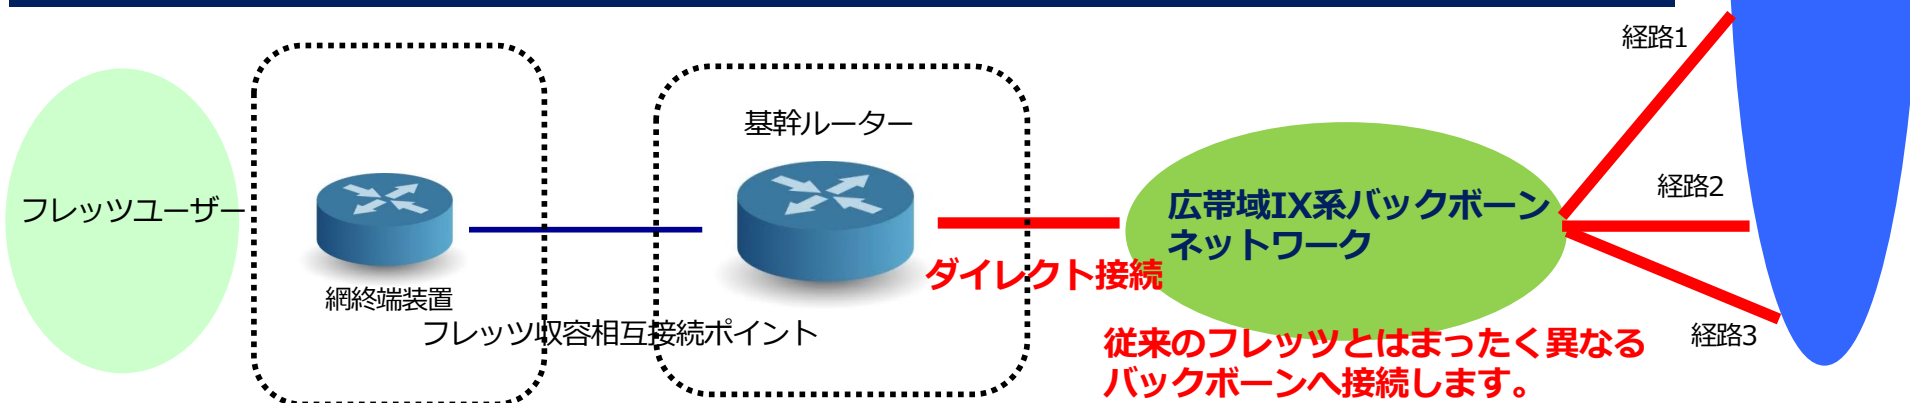 経路1
基幹ルーター
経路2
フレッツユーザー
広帯域IX系バックボーン
ネットワーク
ダイレクト接続
網終端装置
フレッツ収容相互接続ポイント
経路3
従来のフレッツとはまったく異なる
バックボーンへ接続します。